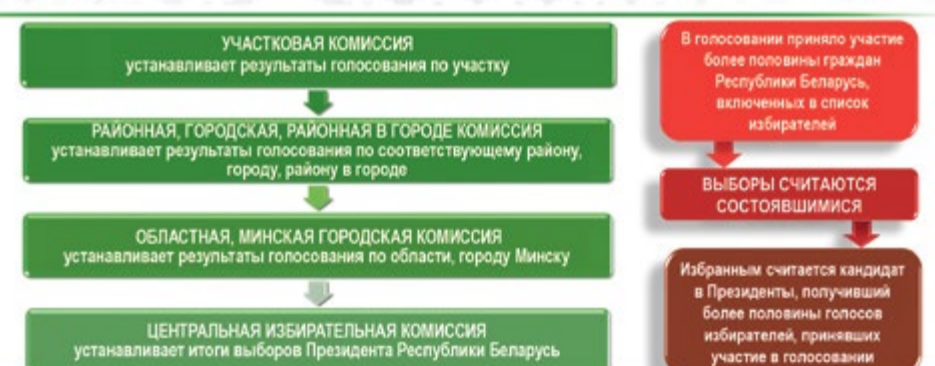 УЧАСТКОВАЯ КОМИССИЯ
устанавливает результаты голосования по участку
РАЙОННАЯ, ГОРОДСКАЯ, РАЙОННАЯ В ГОРОДЕ КОМИССИЯ
устанавливает результаты голосования по соответствующему району,
городу, району в городе
ОБЛАСТНАЯ, МИНСКАЯ ГОРОДСКАЯ КОМИССИЯ
устанавливает результаты голосования по области, городу Минску
ЦЕНТРАЛЬНАЯ ИЗБИРАТЕЛЬНАЯ КОМИССИЯ
устанавливает итоги выборов Президента Республики Беларусь
В голосовании приняло участие
более половины граждан
Республики Беларусь,
включенных в список
избирателей
ВЫБОРЫ СЧИТАЮТСЯ
СОСТОЯВШИМИСЯ
Избранным считается кандидат
в Президенты, получивший
более половины голосов
избирателей, принявших
участие в голосовании